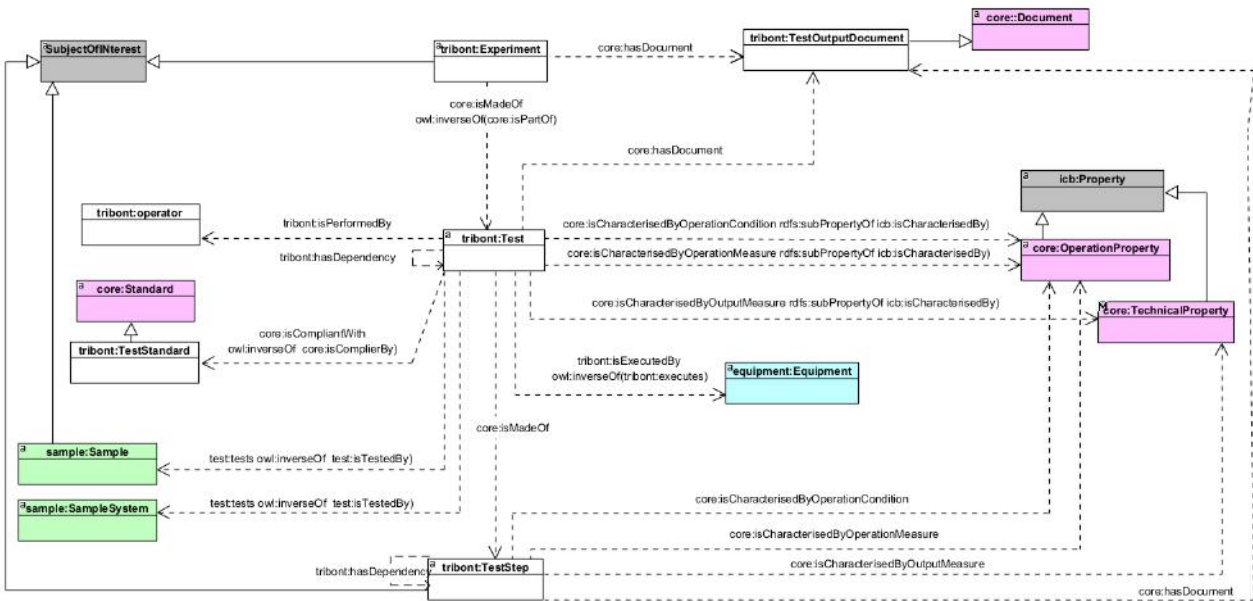 a
core::Document
a
SubjectOfINterest
a
tribont:Experiment
core:hasDocument
tribont:TestOutputDocument
core:isMadeOf
owl:inverseOf(core:isPartOf)
core:hasDocument
a
icb:Property
tribont:operator
tribont:isPerformedBy
a
tribont:Test
core:isCharacterisedByOperationCondition rdfs:subPropertyOf icb:isCharacterisedBy)
a
core:OperationProperty
tribont:hasDependency
core:isCharacterisedByOperationMeasure rdfs:subPropertyOf icb:isCharacterisedBy)
a
core:Standard
core:isCharacterisedByOutputMeasure rdfs:subPropertyOf icb:isCharacterisedBy)
M
core:TechnicalProperty
core:isCompliantWith
owl:inverseOf core:isComplierBy)
tribont:TestStandard
tribont:isExecutedBy
owl:inverseOf(tribont:executes)
a
equipment:Equipment
core:isMadeOf
a
sample:Sample
test:tests owl:inverseOf test:isTestedBy)
a
sample:SampleSystem
test:tests owl:inverseOf test:isTestedBy)
core:isCharacterisedByOperationCondition
core:isCharacterisedByOperationMeasure
a
tribont:TestStep
tribont:hasDependency
core:isCharacterisedByOutputMeasure
core:hasDocument